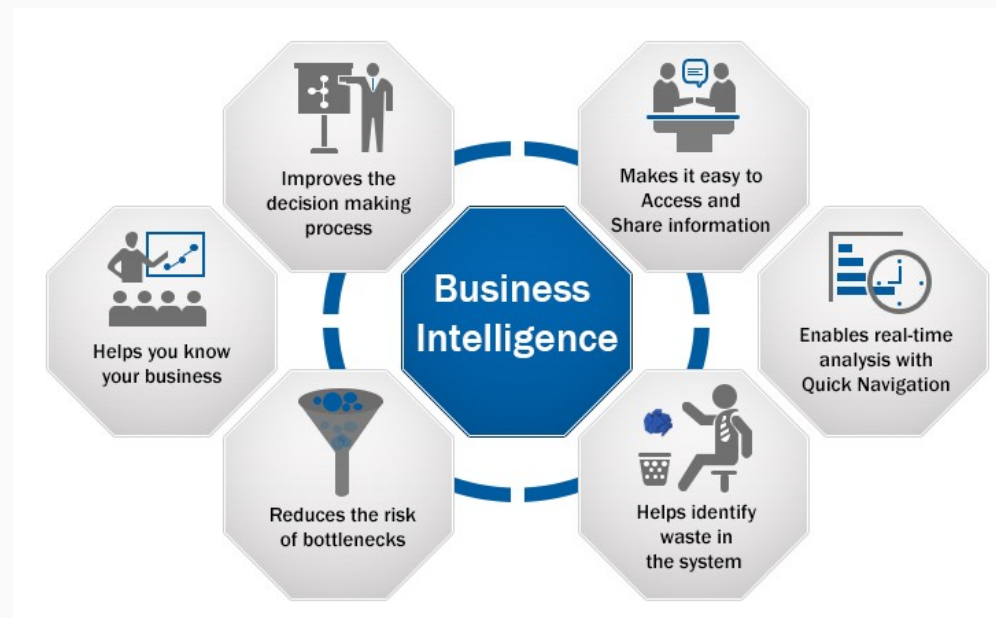 Improves the
decision making
process
Makes it easy to
Access and
Share information
Helps you know
your business
Business
Intelligence
Enables real-time
analysis with
Quick Navigation
Reduces the risk
of bottlenecks
Helps identify
waste in
the system